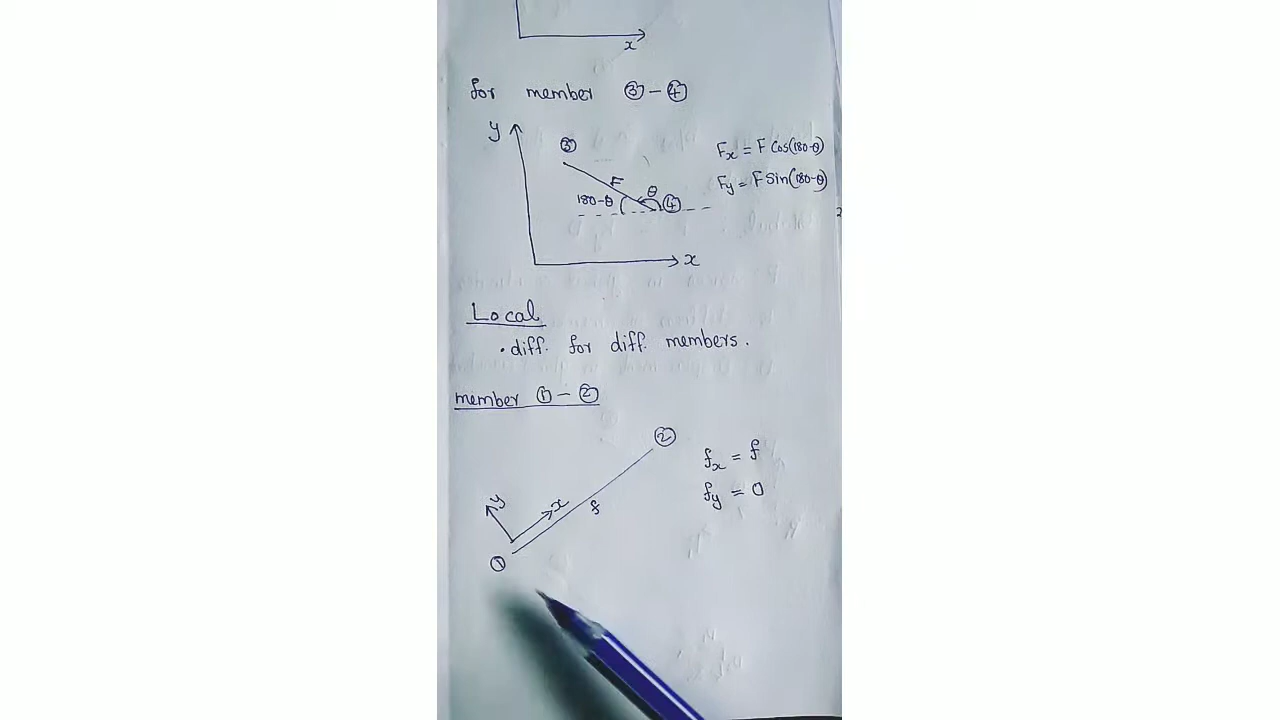 x
for member ③-④
y
③
F
θ
180-θ
④
x
Fx = F Cos(180-θ)
Fy = F Sin(180-θ)
Local
• diff. for diff. members.
member ①-②
②
y
x
f
①
fx = f
fy = 0